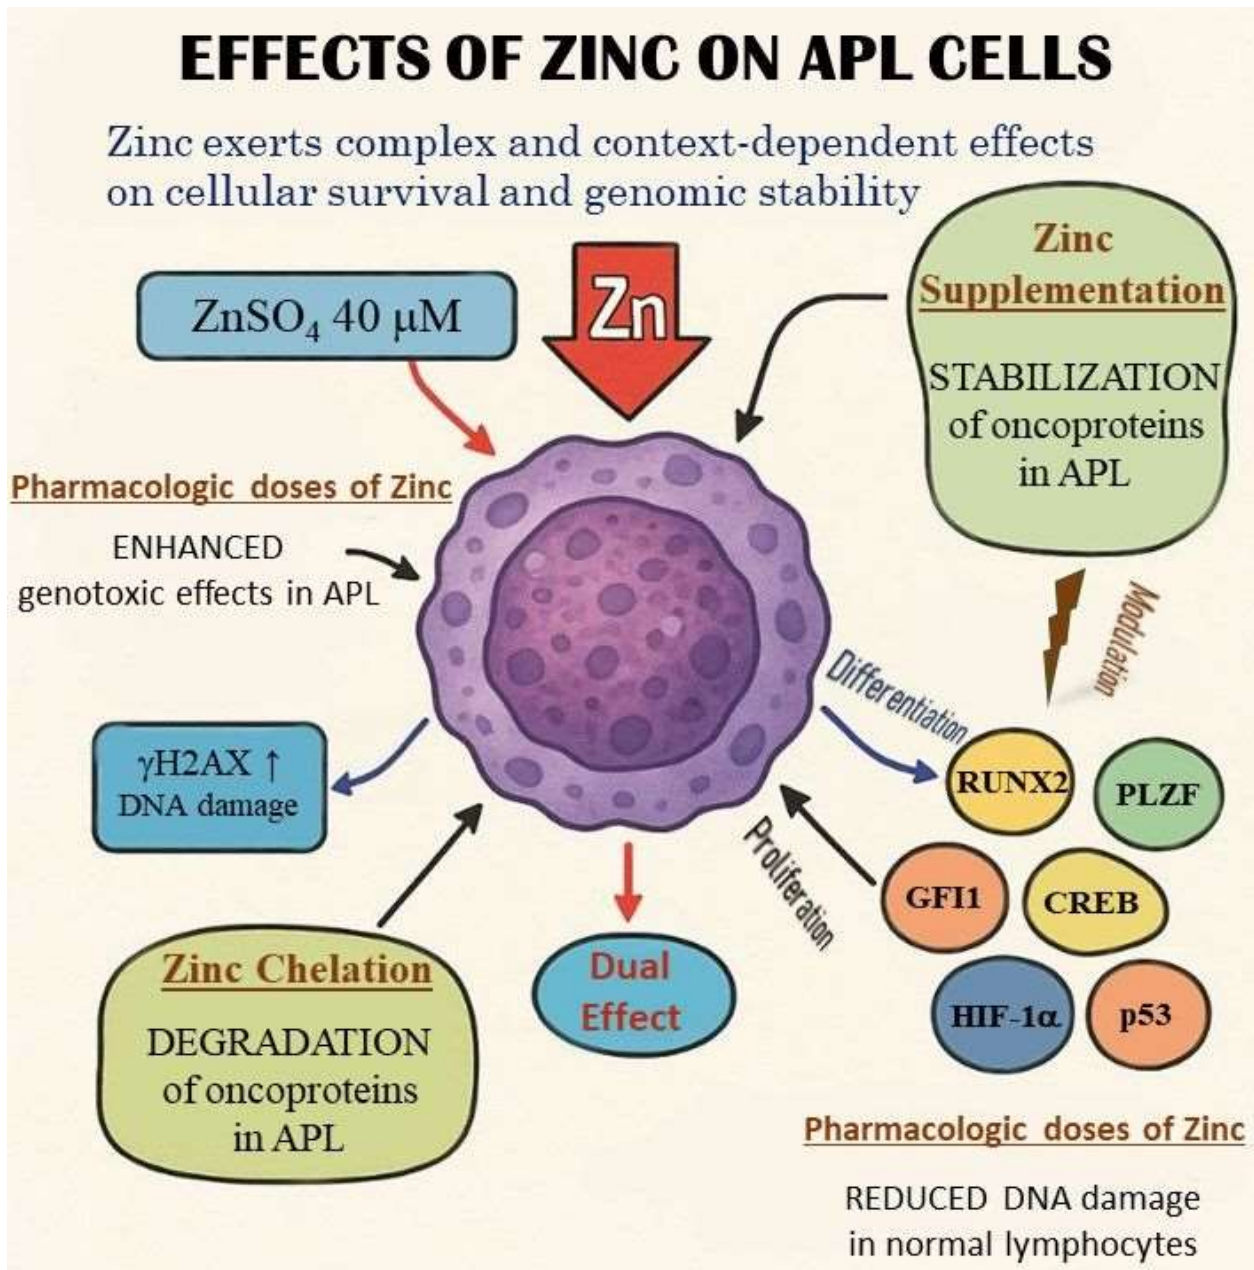 EFFECTS OF ZINC ON APL CELLS
Zinc exerts complex and context-dependent effects
on cellular survival and genomic stability
Zn
ZnSO₄ 40 μM
Zinc
Supplementation
STABILIZATION
of oncoproteins
in APL
Pharmacologic doses of Zinc
ENHANCED
genotoxic effects in APL
Modulation
Differentiation
γH2AX ↑
DNA damage
RUNX2
PLZF
GFI1
CREB
HIF-1α
p53
Proliferation
Zinc Chelation
DEGRADATION
of oncoproteins
in APL
Dual
Effect
Pharmacologic doses of Zinc
REDUCED DNA damage
in normal lymphocytes